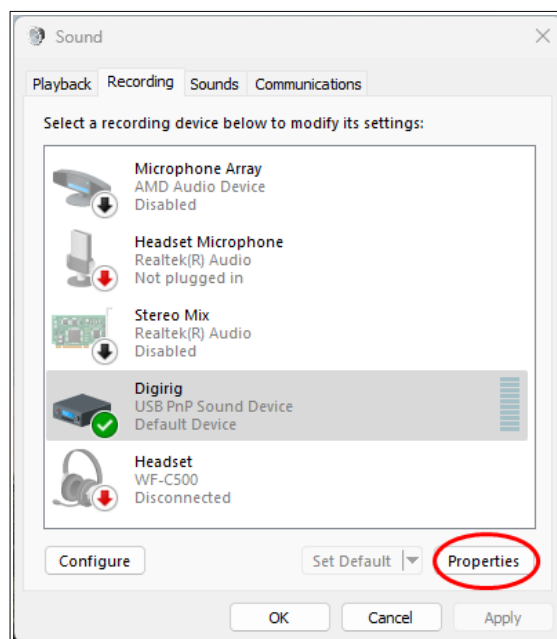 Sound
Playback Recording Sounds Communications
Select a recording device below to modify its settings:
Microphone Array
AMD Audio Device
Disabled
Headset Microphone
Realtek(R) Audio
Not plugged in
Stereo Mix
Realtek(R) Audio
Disabled
Digirig
USB PnP Sound Device
Default Device
Headset
WF-C500
Disconnected
Configure Set Default Properties
OK Cancel Apply